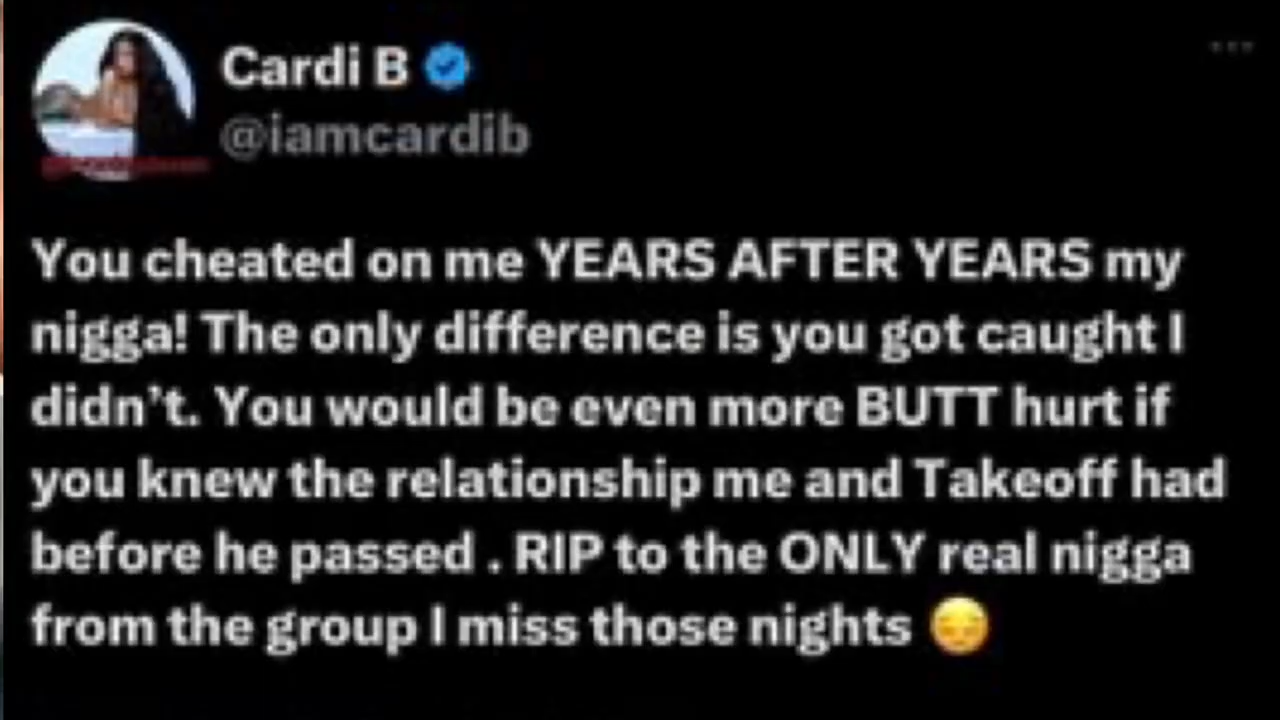 Cardi B
@iamcardib
You cheated on me YEARS AFTER YEARS my
nigga! The only difference is you got caught I
didn't. You would be even more BUTT hurt if
you knew the relationship me and Takeoff had
before he passed . RIP to the ONLY real nigga
from the group I miss those nights 😔